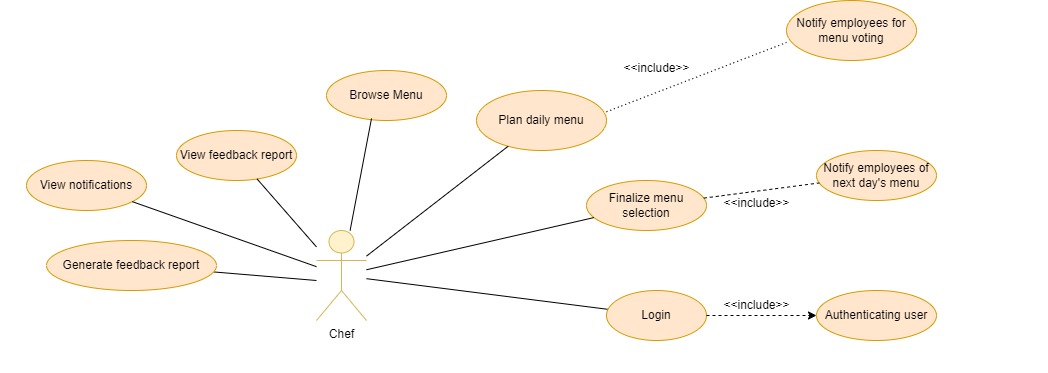 Notify employees for
menu voting
<<include>>
Browse Menu
Plan daily menu
View feedback report
Notify employees of
next day's menu
View notifications
Finalize menu
selection
<<include>>
Generate feedback report
<<include>>
Login
Authenticating user
Chef